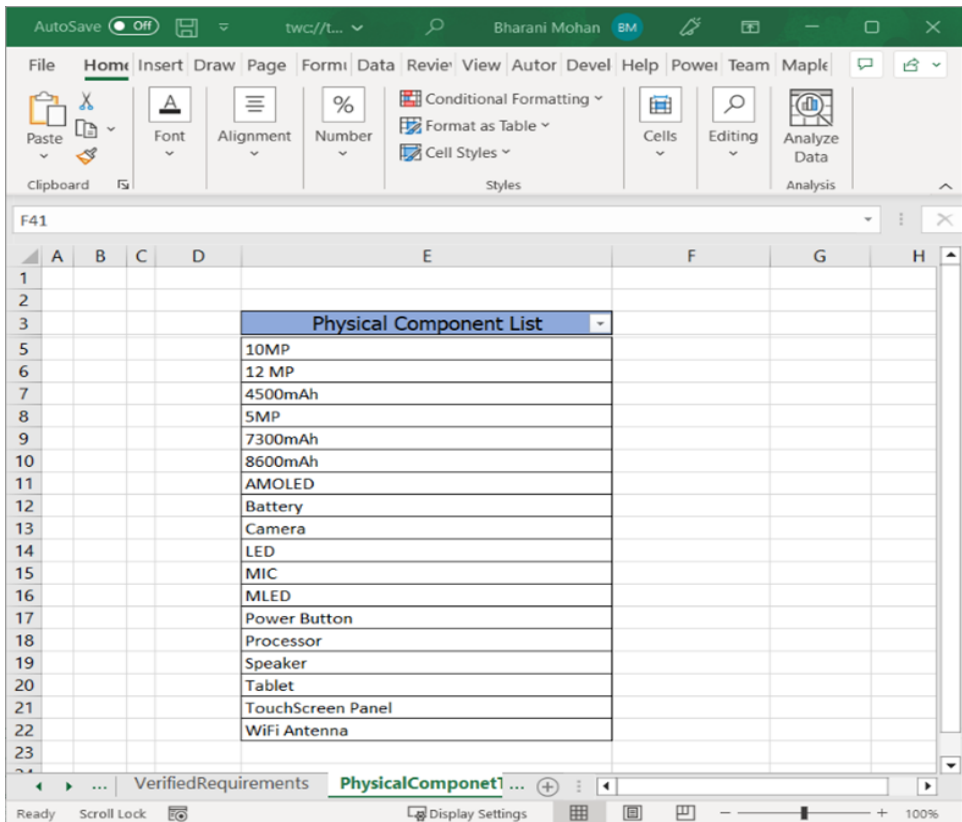 AutoSave Off twc://t... Bharani Mohan BM
File Home Insert Draw Page Formu Data Revie View Autor Devel Help Power Team Maple
Paste Font Alignment Number Conditional Formatting Format as Table Cell Styles Cells Editing Analyze Data
Clipboard Styles Analysis
F41
A B C D E F G H
1
2
3 Physical Component List
5 10MP
6 12 MP
7 4500mAh
8 5MP
9 7300mAh
10 8600mAh
11 AMOLED
12 Battery
13 Camera
14 LED
15 MIC
16 MLED
17 Power Button
18 Processor
19 Speaker
20 Tablet
21 TouchScreen Panel
22 WiFi Antenna
23
... VerifiedRequirements PhysicalComponetT ...
Ready Scroll Lock Display Settings 100%